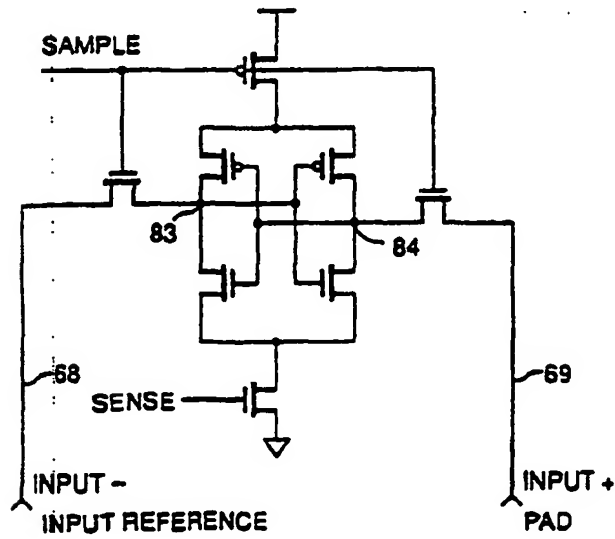 SAMPLE
83
84
68
69
SENSE
INPUT –
INPUT REFERENCE
INPUT +
PAD